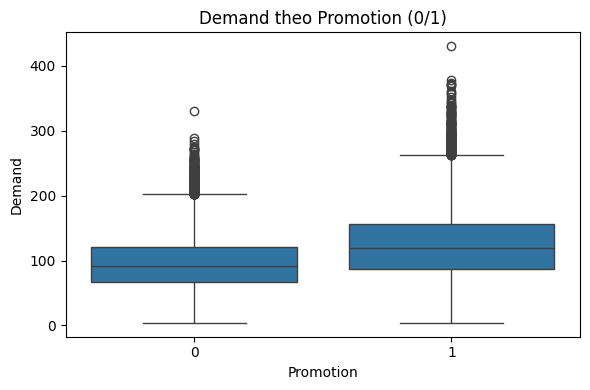 Demand theo Promotion (0/1)
400
300
200
100
0
Demand
0
1
Promotion